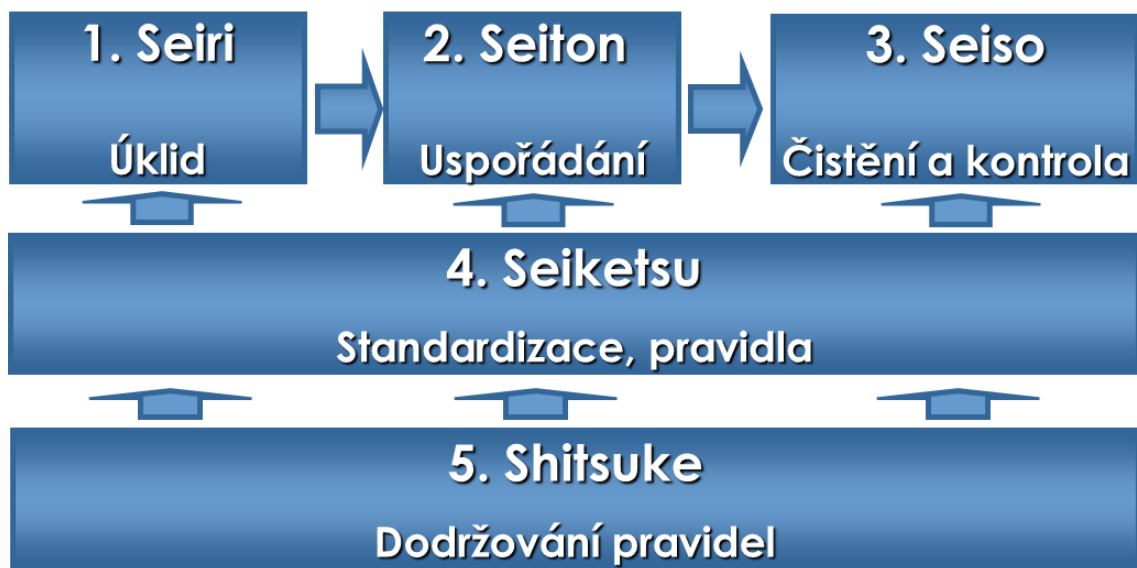 1. Seiri
Úklid
2. Seiton
Uspořádání
3. Seiso
Čistění a kontrola
4. Seiketsu
Standardizace, pravidla
5. Shitsuke
Dodržování pravidel